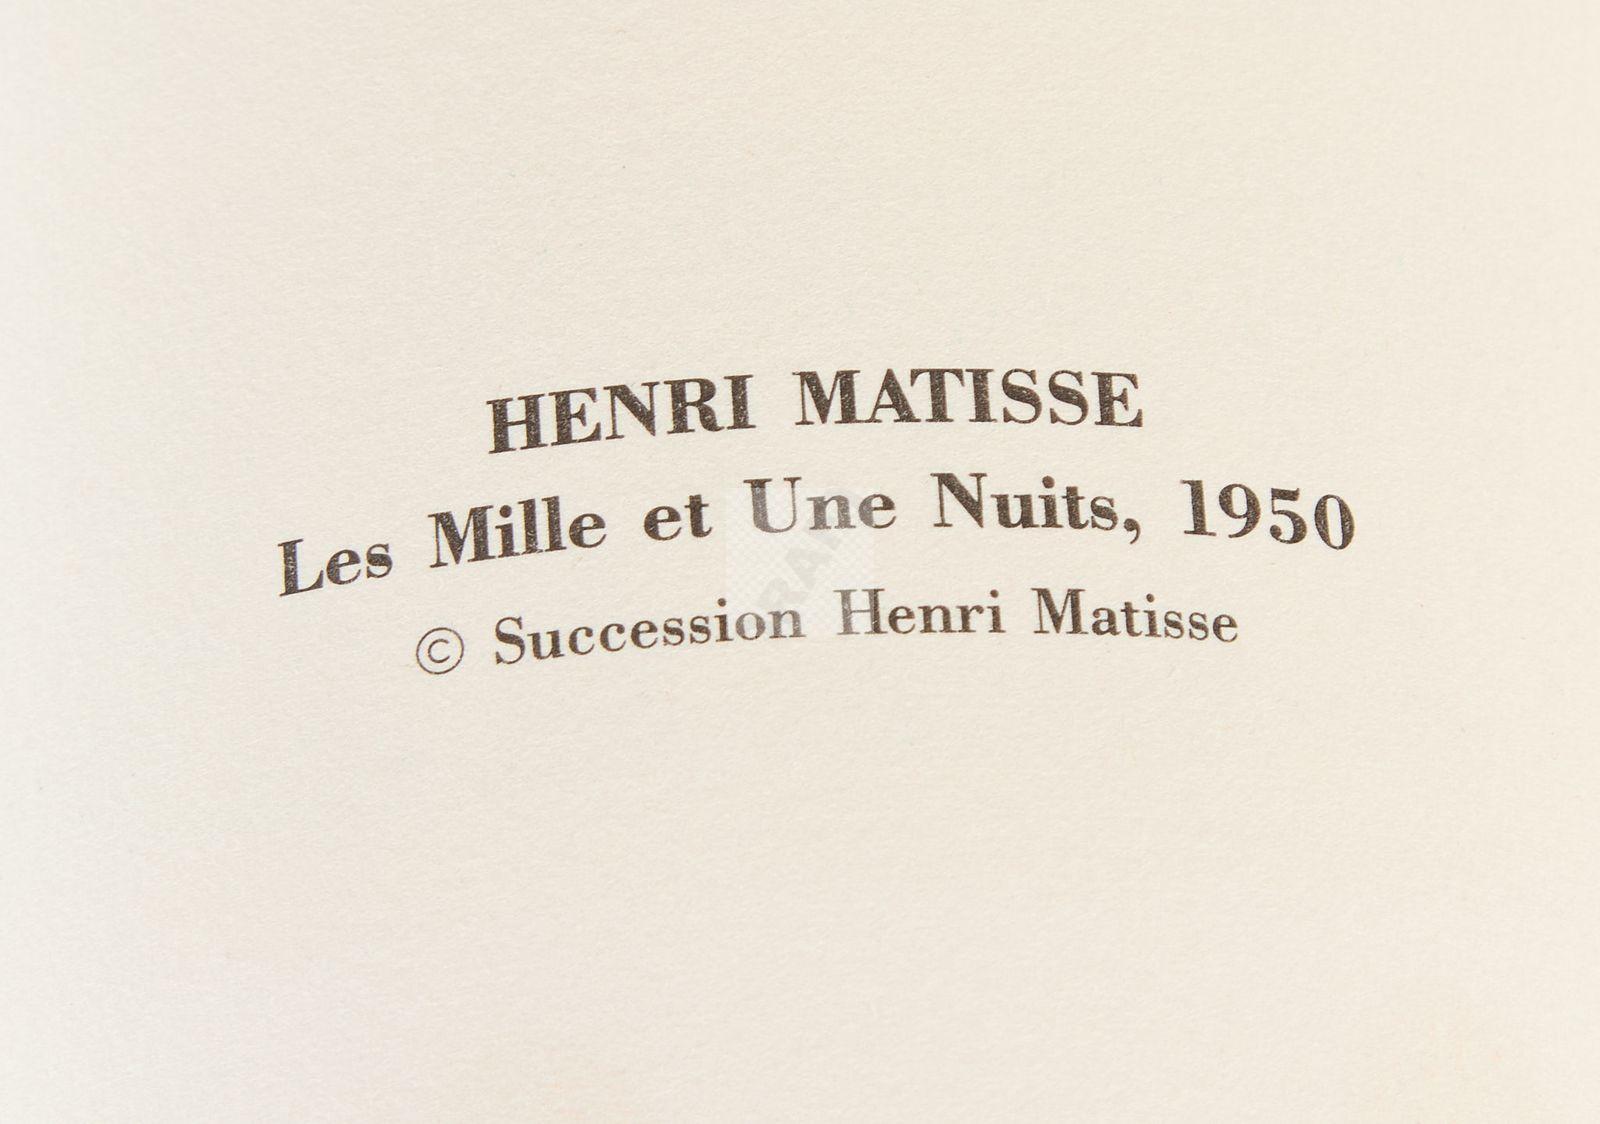 HENRI MATISSE
Les Mille et Une Nuits, 1950
© Succession Henri Matisse